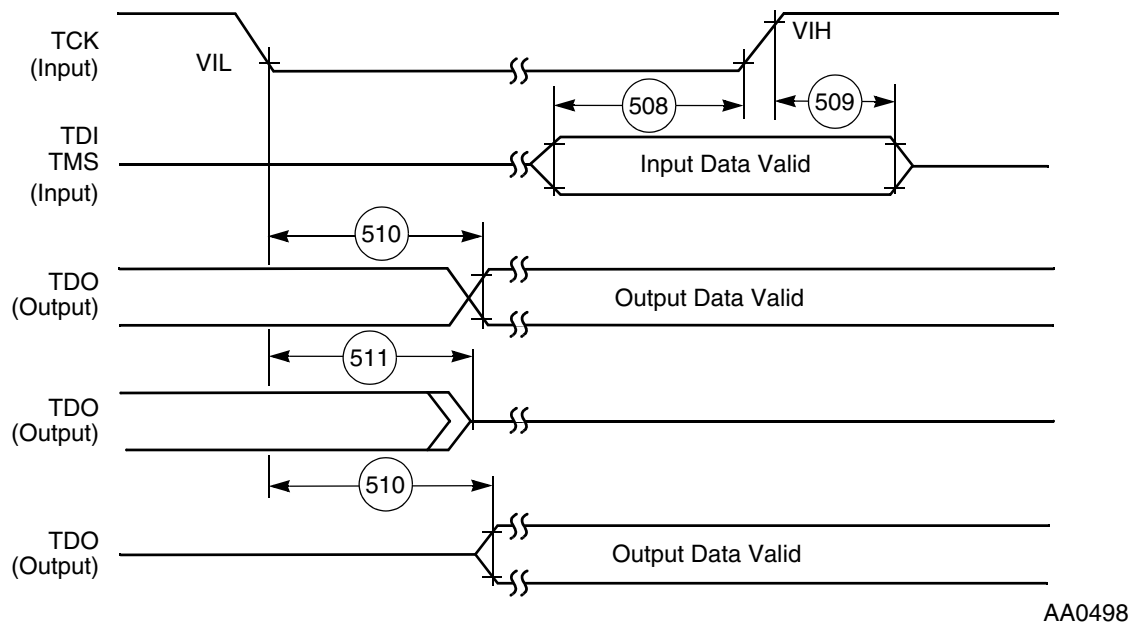 TCK
(Input)
VIL
VIH
508
509
TDI
TMS
(Input)
Input Data Valid
510
TDO
(Output)
Output Data Valid
511
TDO
(Output)
510
TDO
(Output)
Output Data Valid
AA0498